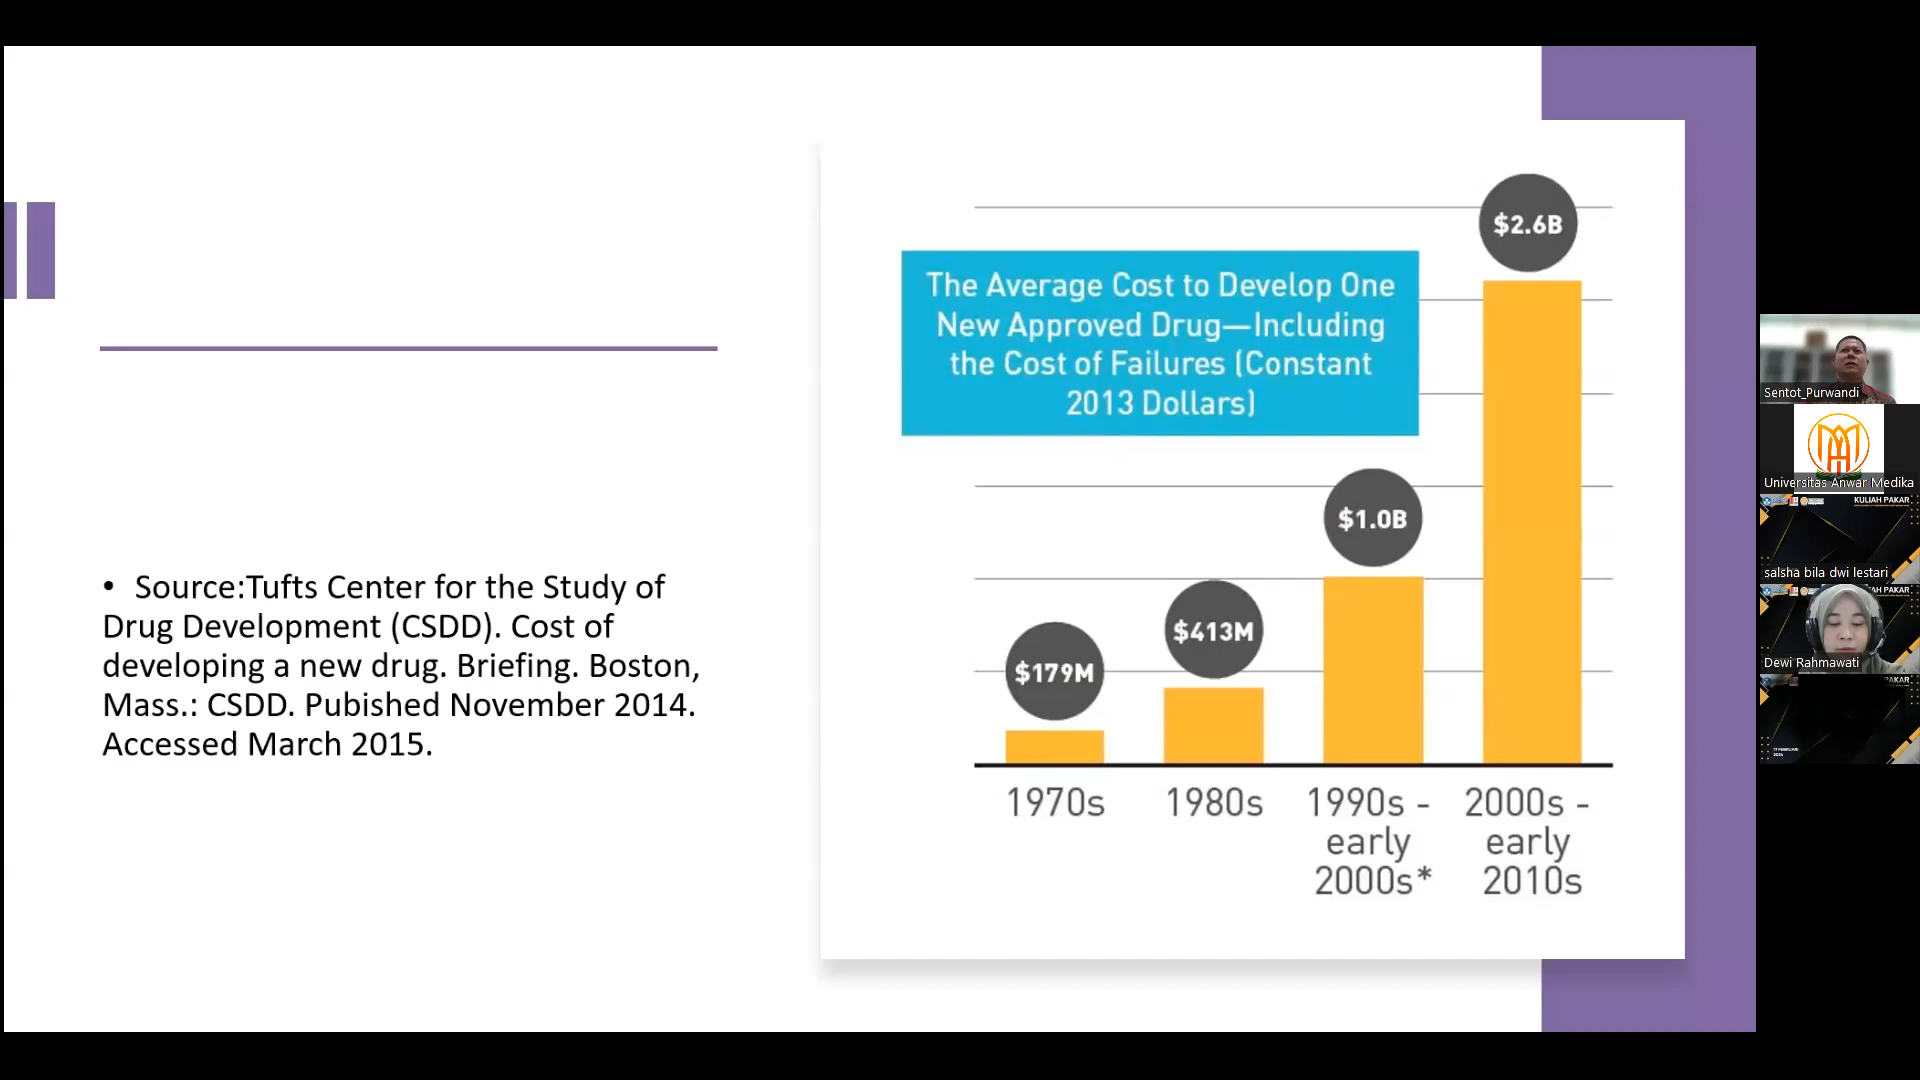 • Source:Tufts Center for the Study of
Drug Development (CSDD). Cost of
developing a new drug. Briefing. Boston,
Mass.: CSDD. Pubished November 2014.
Accessed March 2015.
The Average Cost to Develop One
New Approved Drug—Including
the Cost of Failures (Constant
2013 Dollars)
$179M
$413M
$1.0B
$2.6B
1970s
1980s
1990s -
early
2000s*
2000s -
early
2010s
Sentot_Purwandi
Universitas Anwar Medika
KULIAH PAKAR
salsha bila dwi lestari
AH PAKAR
Dewi Rahmawati
PAKAR